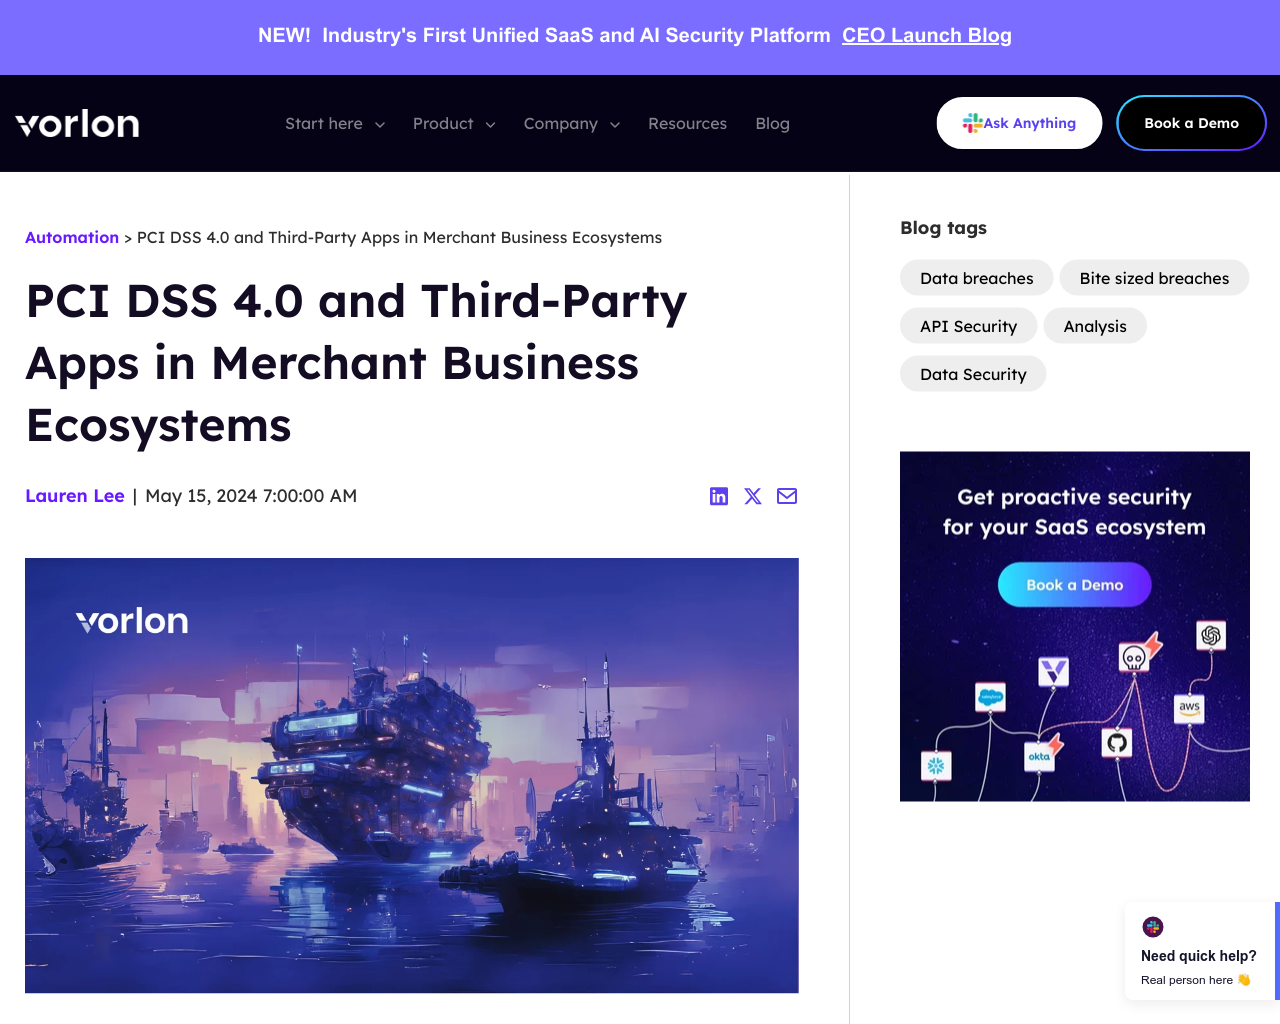 NEW! Industry's First Unified SaaS and AI Security Platform CEO Launch Blog
vorlon
Start here
Product
Company
Resources
Blog
Ask Anything
Book a Demo
Automation > PCI DSS 4.0 and Third-Party Apps in Merchant Business Ecosystems
PCI DSS 4.0 and Third-Party
Apps in Merchant Business
Ecosystems
Lauren Lee | May 15, 2024 7:00:00 AM
vorlon
Blog tags
Data breaches
Bite sized breaches
API Security
Analysis
Data Security
Get proactive security
for your SaaS ecosystem
Book a Demo
salesforce
aws
okta
Need quick help?
Real person here 👋